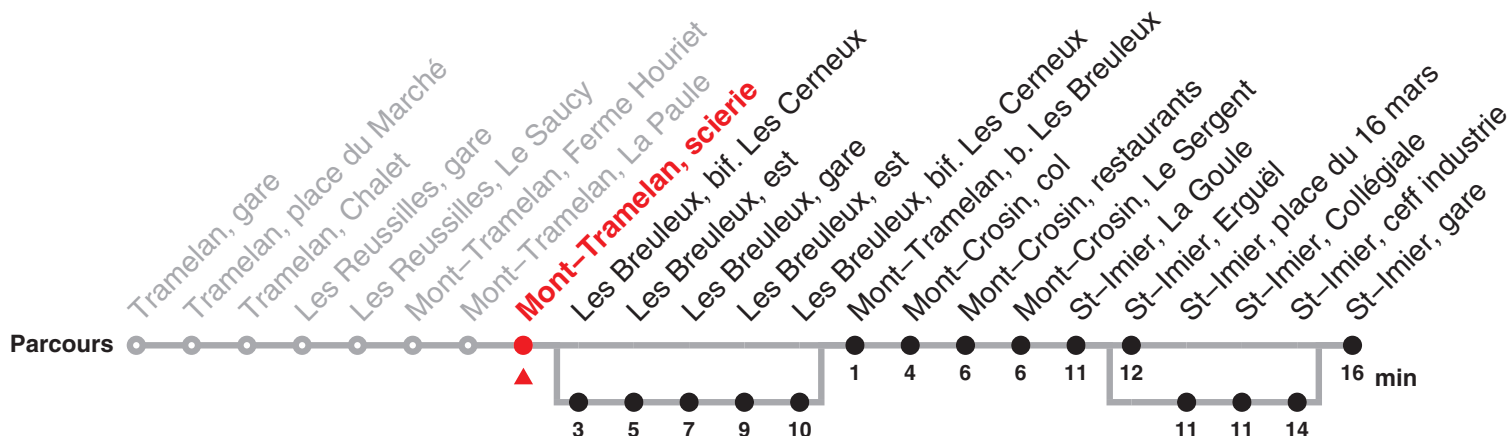 Tramelan, gare
Tramelan, place du Marché
Tramelan, Chalet
Les Reussilles, gare
Les Reussilles, Le Saucy
Mont–Tramelan, Ferme Houriet
Mont–Tramelan, La Paule
Mont–Tramelan, scierie
Les Breuleux, bif. Les Cerneux
Les Breuleux, est
Les Breuleux, gare
Les Breuleux, est
Les Breuleux, bif. Les Cerneux
Mont–Tramelan, b. Les Breuleux
Mont–Crosin, col
Mont–Crosin, restaurants
Mont–Crosin, Le Sergent
St–Imier, La Goule
St–Imier, Erguël
St–Imier, place du 16 mars
St–Imier, Collégiale
St–Imier, ceff industrie
St–Imier, gare
Parcours
1 4 6 6 11 12 16 min
3 5 7 9 10 11 11 14